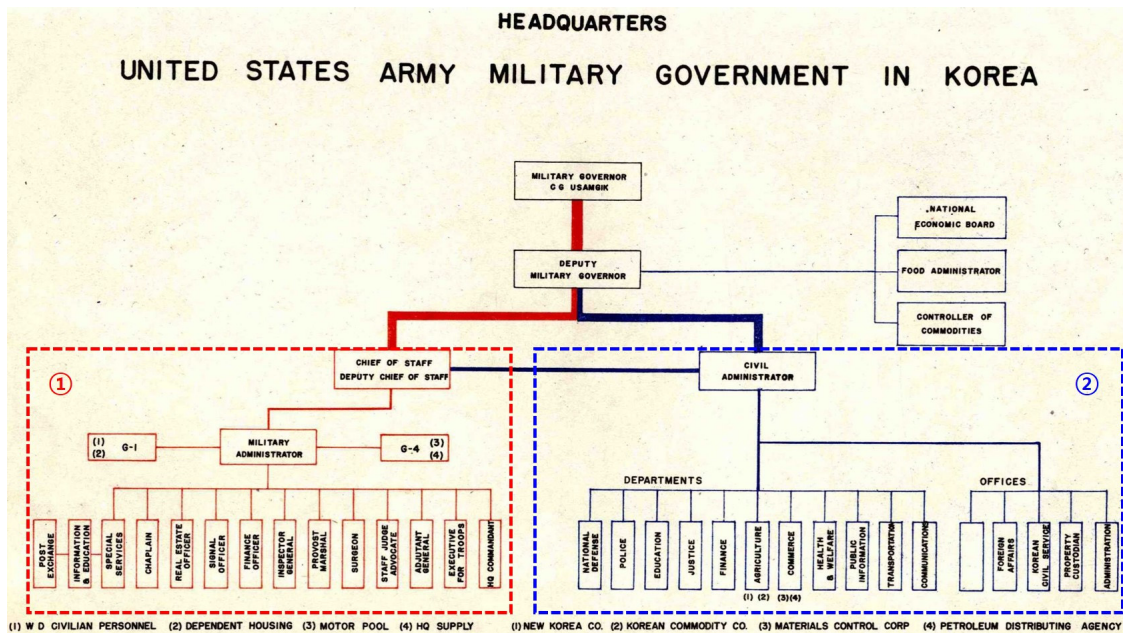 HEADQUARTERS
UNITED STATES ARMY MILITARY GOVERNMENT IN KOREA
MILITARY GOVERNOR
CG USAMGIK
DEPUTY
MILITARY GOVERNOR
NATIONAL
ECONOMIC BOARD
FOOD ADMINISTRATOR
CONTROLLER OF
COMMODITIES
①
CHIEF OF STAFF
DEPUTY CHIEF OF STAFF
CIVIL
ADMINISTRATOR
②
(1)
(2)
G-1
MILITARY
ADMINISTRATOR
G-4
(3)
(4)
POST
EXCHANGE
INFORMATION
& EDUCATION
SPECIAL
SERVICES
CHAPLAIN
REAL ESTATE
OFFICER
SIGNAL
OFFICER
FINANCE
OFFICER
INSPECTOR
GENERAL
PROVOST
MARSHAL
SURGEON
STAFF JUDGE
ADVOCATE
ADJUTANT
GENERAL
EXECUTIVE
FOR TROOPS
HQ COMMANDANT
DEPARTMENTS
NATIONAL
DEFENSE
POLICE
EDUCATION
JUSTICE
FINANCE
AGRICULTURE
(1) (2)
COMMERCE
(3)(4)
HEALTH
& WELFARE
PUBLIC
INFORMATION
TRANSPORTATION
COMMUNICATIONS
OFFICES
FOREIGN
AFFAIRS
KOREAN
CIVIL SERVICE
PROPERTY
CUSTODIAN
ADMINISTRATION
(1) W D CIVILIAN PERSONNEL (2) DEPENDENT HOUSING (3) MOTOR POOL (4) HQ SUPPLY
(1) NEW KOREA CO. (2) KOREAN COMMODITY CO. (3) MATERIALS CONTROL CORP (4) PETROLEUM DISTRIBUTING AGENCY